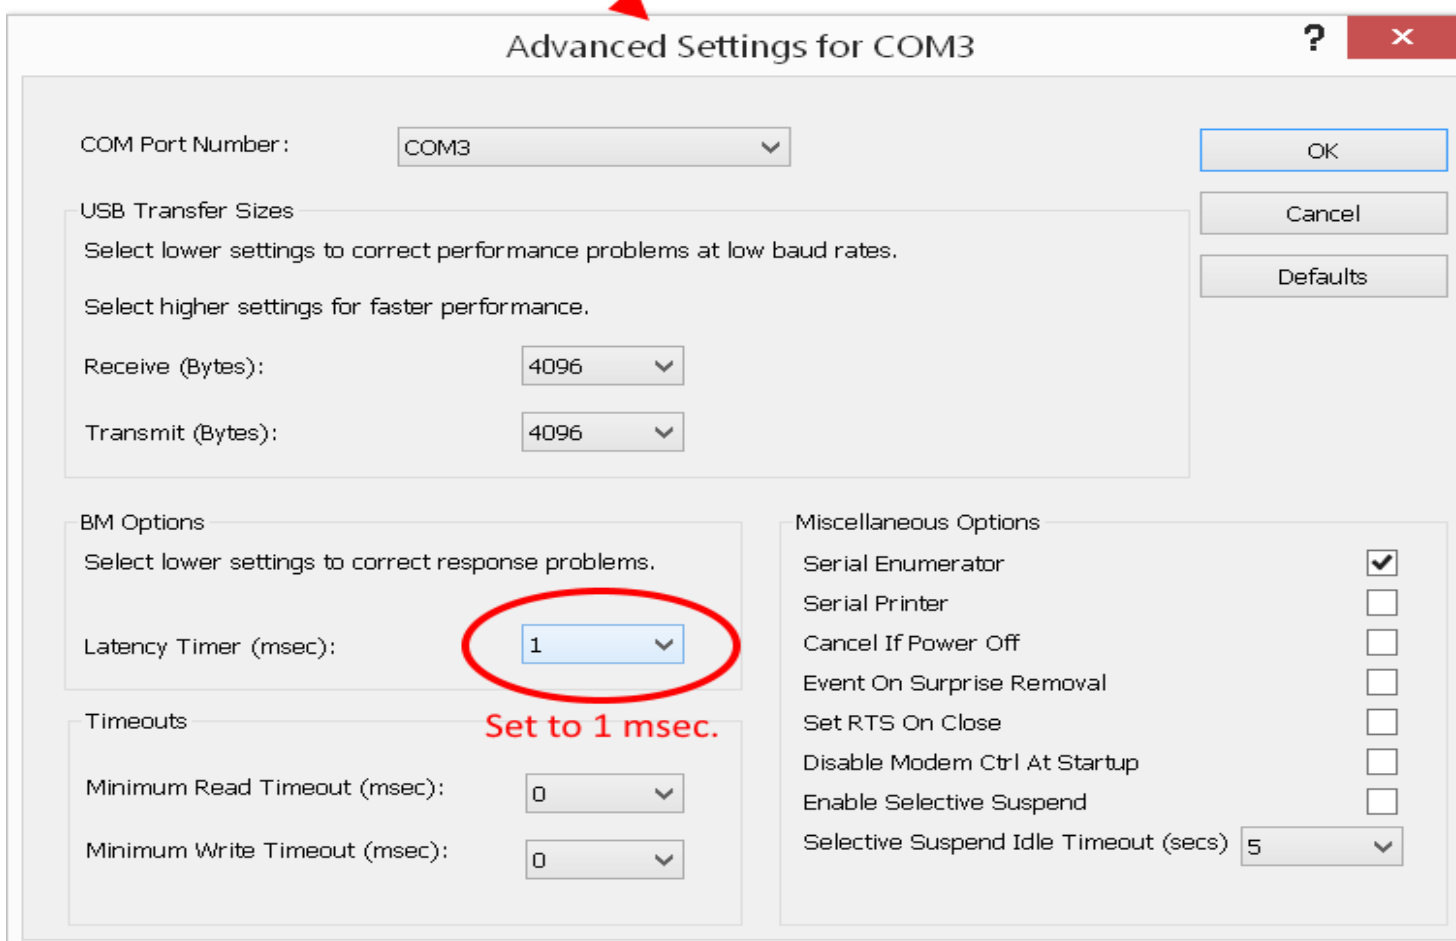 Advanced Settings for COM3
?
COM Port Number:
COM3
OK
Cancel
Defaults
USB Transfer Sizes
Select lower settings to correct performance problems at low baud rates.
Select higher settings for faster performance.
Receive (Bytes):
4096
Transmit (Bytes):
4096
BM Options
Select lower settings to correct response problems.
Latency Timer (msec):
1
Set to 1 msec.
Timeouts
Minimum Read Timeout (msec):
0
Minimum Write Timeout (msec):
0
Miscellaneous Options
Serial Enumerator
Serial Printer
Cancel If Power Off
Event On Surprise Removal
Set RTS On Close
Disable Modem Ctrl At Startup
Enable Selective Suspend
Selective Suspend Idle Timeout (secs)
5